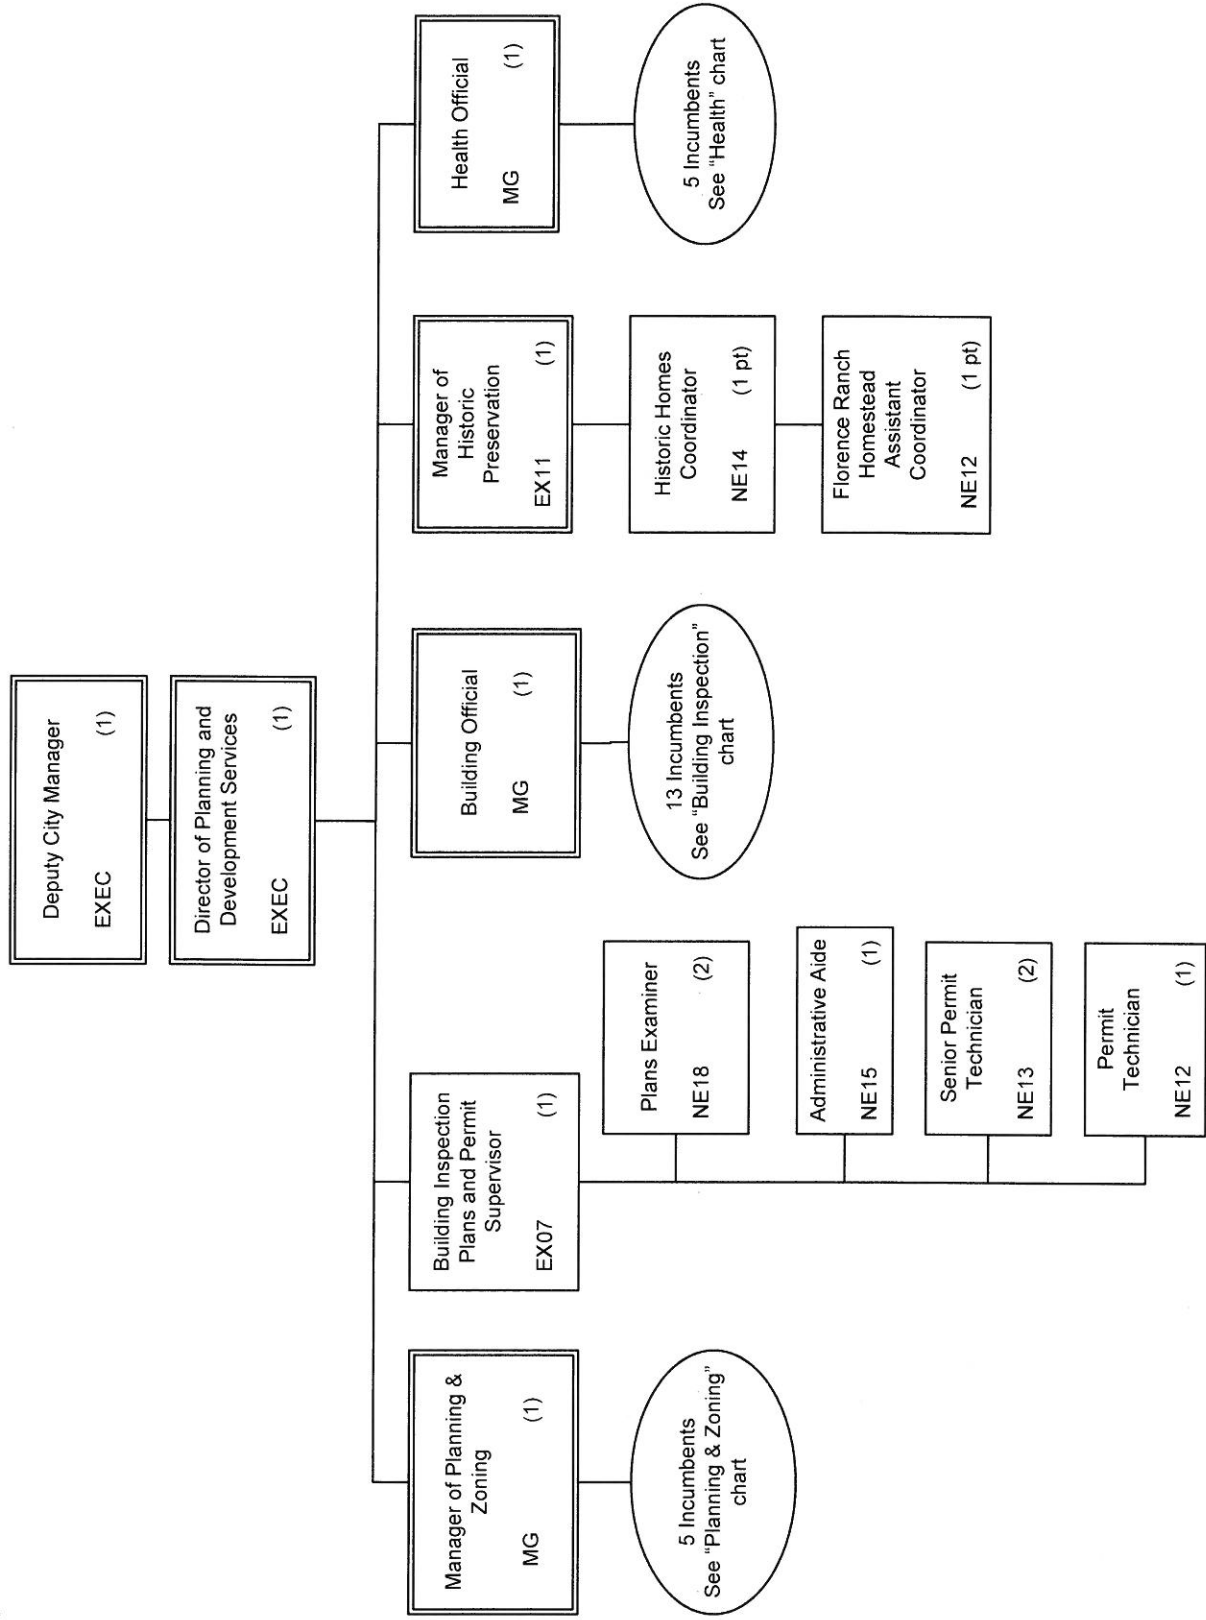 Deputy City Manager
EXEC (1)
Director of Planning and
Development Services
EXEC (1)
Manager of Planning &
Zoning
MG (1)
5 Incumbents
See "Planning & Zoning"
chart
Building Inspection
Plans and Permit
Supervisor
EX07 (1)
Plans Examiner
NE18 (2)
Administrative Aide
NE15 (1)
Senior Permit
Technician
NE13 (2)
Permit
Technician
NE12 (1)
Building Official
MG (1)
13 Incumbents
See "Building Inspection"
chart
Manager of
Historic
Preservation
EX11 (1)
Historic Homes
Coordinator
NE14 (1 pt)
Florence Ranch
Homestead
Assistant
Coordinator
NE12 (1 pt)
Health Official
MG (1)
5 Incumbents
See "Health" chart